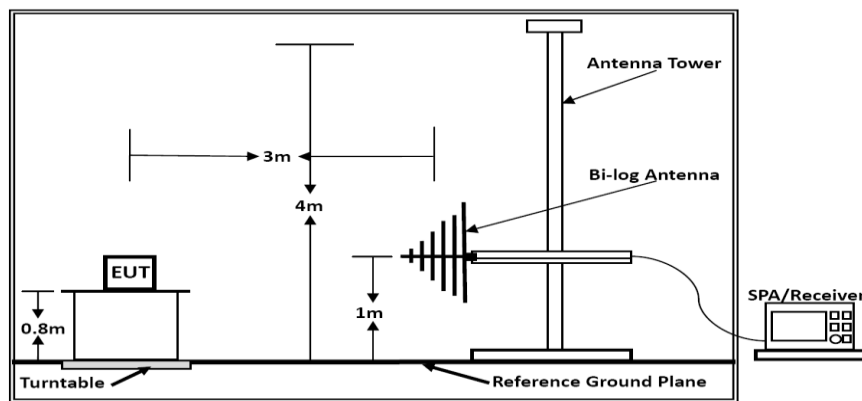 Antenna Tower
3m
Bi-log Antenna
4m
EUT
SPA/Receiver
0.8m
1m
Turntable
Reference Ground Plane